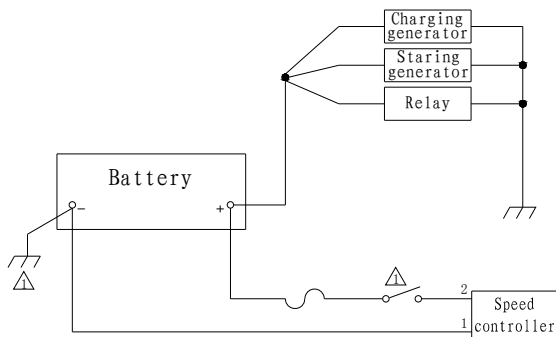 Charging
generator
Staring
generator
Relay
Battery
-
+
1
1
2
Speed
1
controller